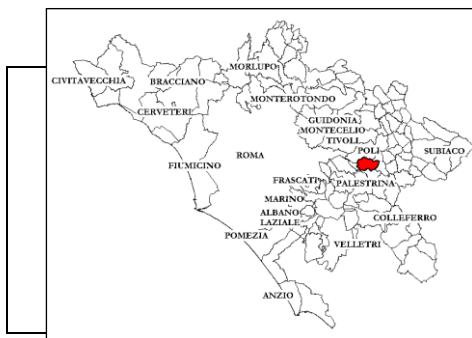 MORLUPO
CIVITAVECCHIA
BRACCIANO
MONTEROTONDO
CERVETERI
GUIDONIA
MONTECELIO
TIVOLI
POLI
SUBIACO
ROMA
FIUMICINO
FRASCATI
PALESTRINA
MARINO
ALBANO
LAZIALE
COLLEFERRO
POMEZIA
VELLETRI
ANZIO